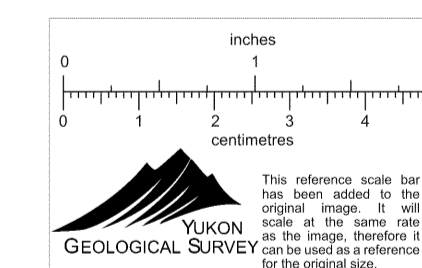 inches
0 1
0 1 2 3 4
centimetres
This reference scale bar
has been added to the
original image. It will
scale at the same rate
as the image, therefore it
can be used as a reference
for the original size.
YUKON
GEOLOGICAL SURVEY